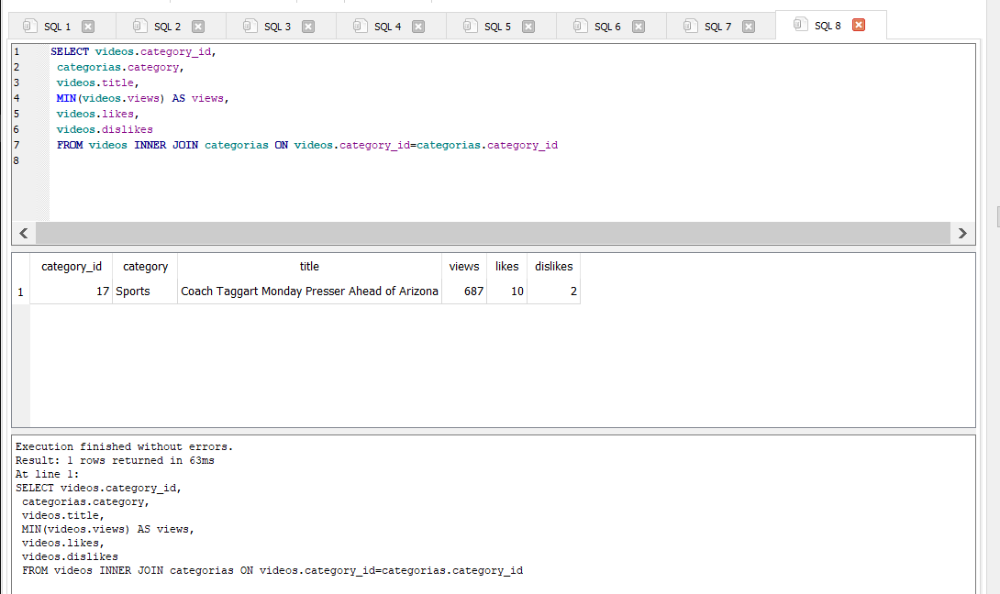 SQL 1 SQL 2 SQL 3 SQL 4 SQL 5 SQL 6 SQL 7 SQL 8
1 SELECT videos.category_id,
2 categorias.category,
3 videos.title,
4 MIN(videos.views) AS views,
5 videos.likes,
6 videos.dislikes
7 FROM videos INNER JOIN categorias ON videos.category_id=categorias.category_id
8
category_id category title views likes dislikes
1 17 Sports Coach Taggart Monday Presser Ahead of Arizona 687 10 2
Execution finished without errors.
Result: 1 rows returned in 63ms
At line 1:
SELECT videos.category_id,
categorias.category,
videos.title,
MIN(videos.views) AS views,
videos.likes,
videos.dislikes
FROM videos INNER JOIN categorias ON videos.category_id=categorias.category_id